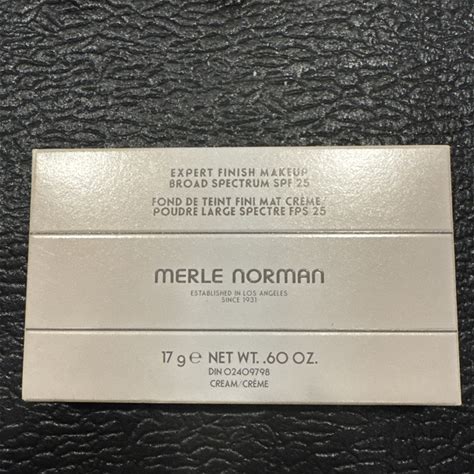 EXPERT FINISH MAKEUP
BROAD SPECTRUM SPF 25
FOND DE TEINT FINI MAT CRÈME/
POUDRE LARGE SPECTRE FPS 25
MERLE NORMAN
ESTABLISHED IN LOS ANGELES
SINCE 1931
17 g e NET WT. .60 OZ.
DIN 02409798
CREAM/CRÈME